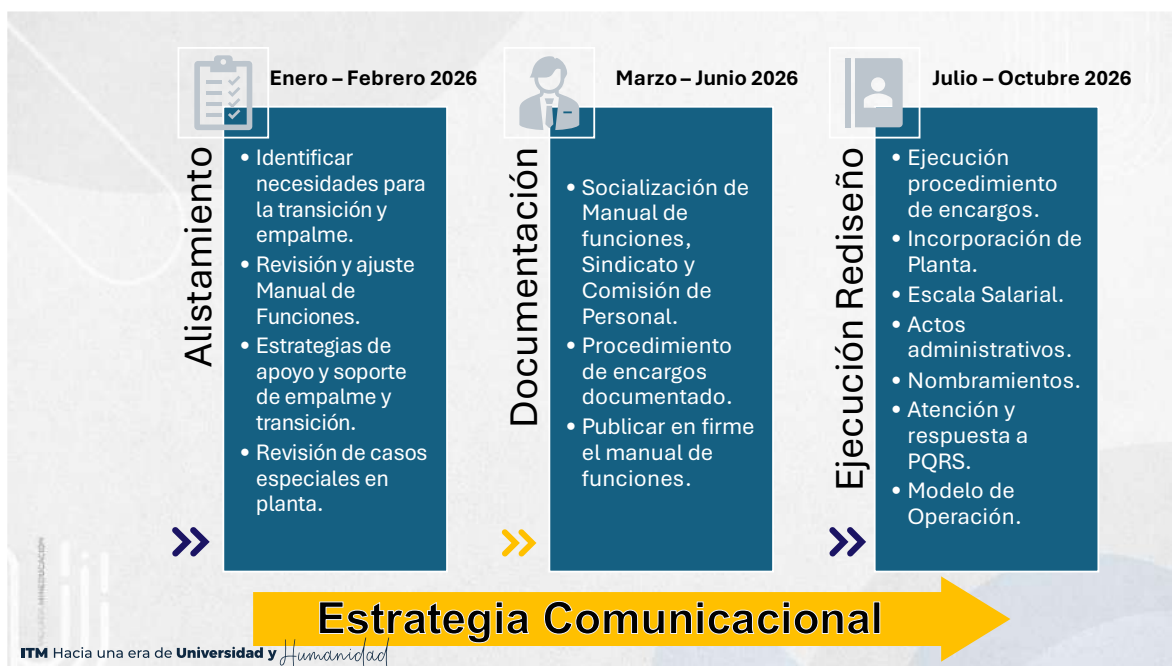 Enero – Febrero 2026
Alistamiento
• Identificar
necesidades para
la transición y
empalme.
• Revisión y ajuste
Manual de
Funciones.
• Estrategias de
apoyo y soporte
de empalme y
transición.
• Revisión de casos
especiales en
planta.
Marzo – Junio 2026
Documentación
• Socialización de
Manual de
funciones,
Sindicato y
Comisión de
Personal.
• Procedimiento
de encargos
documentado.
• Publicar en firme
el manual de
funciones.
Julio – Octubre 2026
Ejecución Rediseño
• Ejecución
procedimiento
de encargos.
• Incorporación de
Planta.
• Escala Salarial.
• Actos
administrativos.
• Nombramientos.
• Atención y
respuesta a
PQRS.
• Modelo de
Operación.
Estrategia Comunicacional
MINEDUCACIÓN
ITM Hacia una era de Universidad y Humanidad